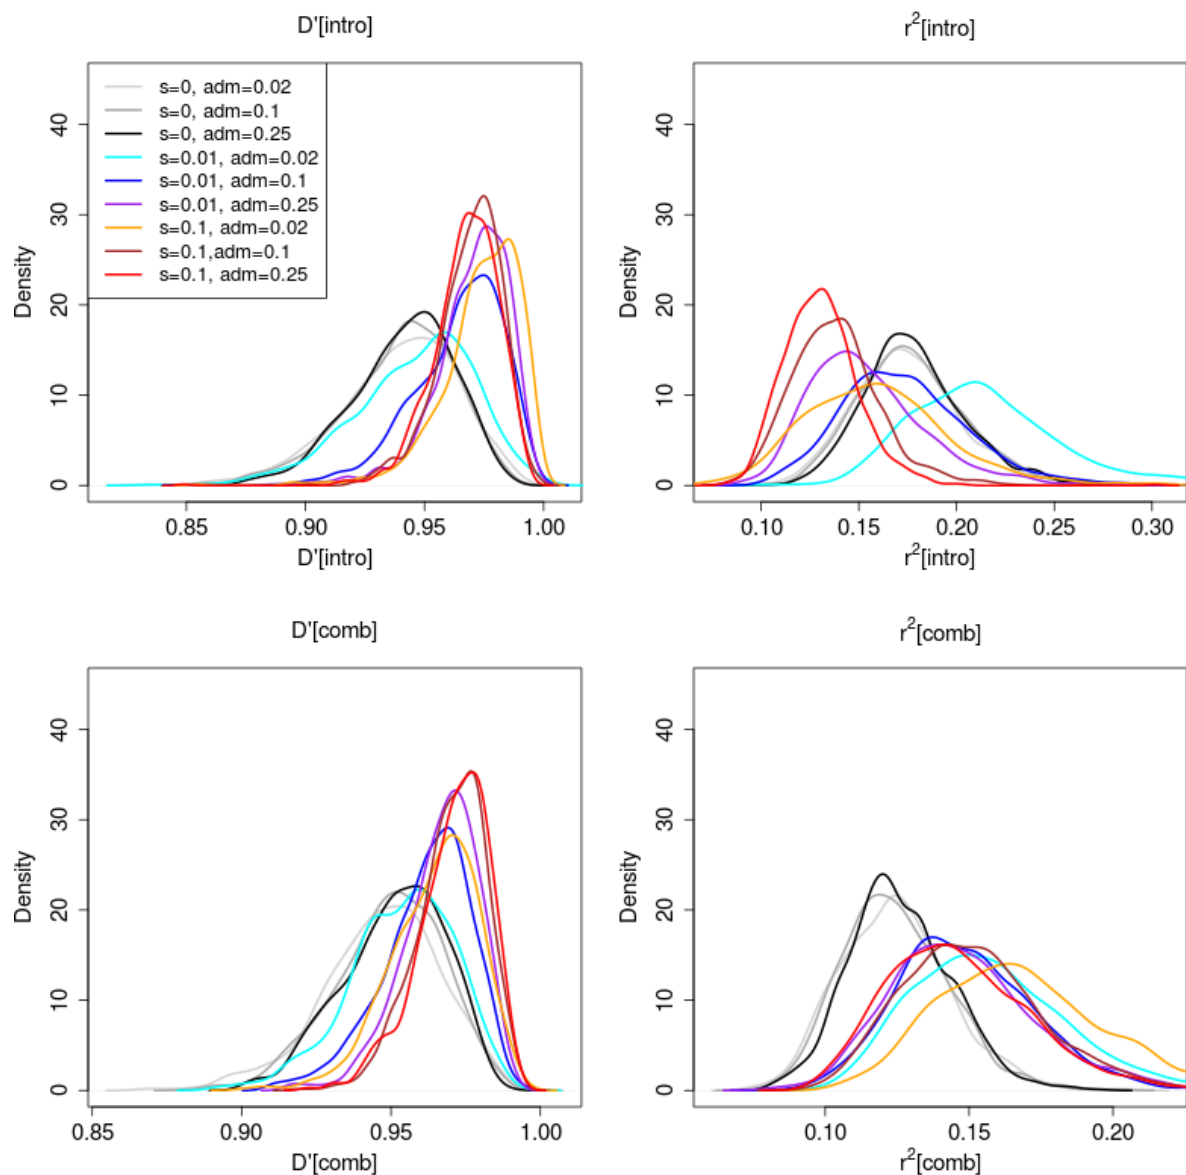 D'[intro]
s=0, adm=0.02
s=0, adm=0.1
s=0, adm=0.25
s=0.01, adm=0.02
s=0.01, adm=0.1
s=0.01, adm=0.25
s=0.1, adm=0.02
s=0.1,adm=0.1
s=0.1, adm=0.25
Density
0 10 20 30 40
0.85 0.90 0.95 1.00
D'[intro]
r²[intro]
Density
0 10 20 30 40
0.10 0.15 0.20 0.25 0.30
r²[intro]
D'[comb]
Density
0 10 20 30 40
0.85 0.90 0.95 1.00
D'[comb]
r²[comb]
Density
0 10 20 30 40
0.10 0.15 0.20
r²[comb]